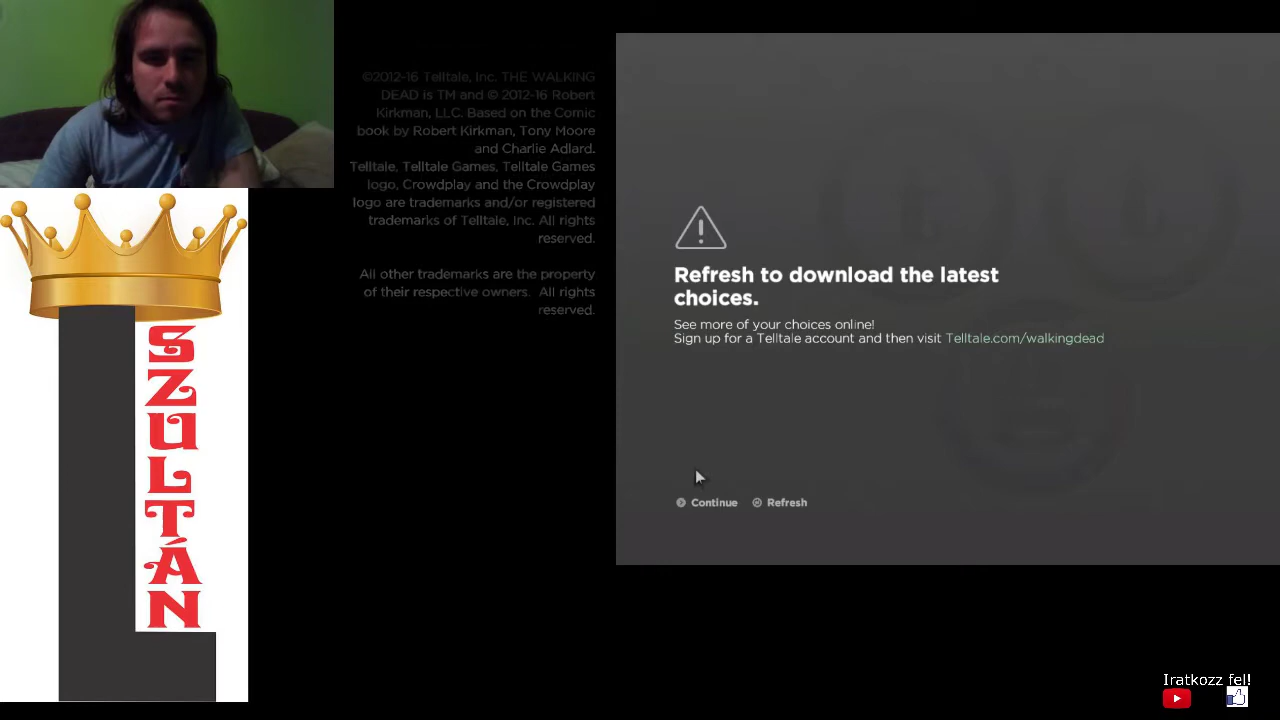 ©2012-16 Telltale, Inc. THE WALKING
DEAD is TM and © 2012-16 Robert
Kirkman, LLC. Based on the Comic
book by Robert Kirkman, Tony Moore
and Charlie Adlard.
Telltale, Telltale Games, Telltale Games
logo, Crowdplay and the Crowdplay
logo are trademarks and/or registered
trademarks of Telltale, Inc. All rights
reserved.
All other trademarks are the property
of their respective owners. All rights
reserved.
Refresh to download the latest
choices.
See more of your choices online!
Sign up for a Telltale account and then visit Telltale.com/walkingdead
Continue Refresh
L
SZULTÁN
Iratkozz fel!